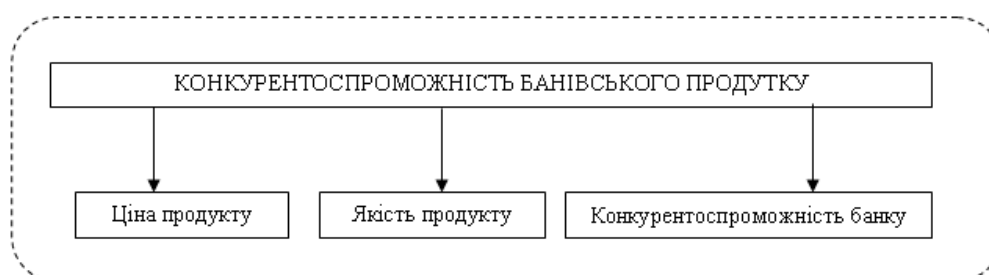 КОНКУРЕНТОСПРОМОЖНІСТЬ БАНІВСЬКОГО ПРОДУТКУ
Ціна продукту
Якість продукту
Конкурентоспроможність банку